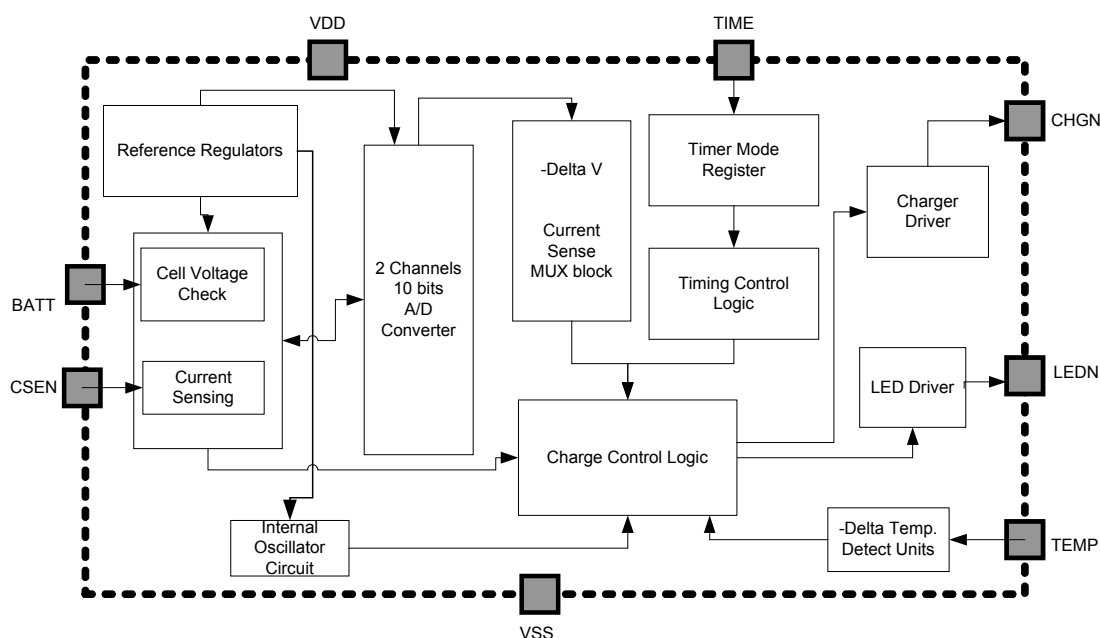 VDD
TIME
Reference Regulators
2 Channels
10 bits
A/D
Converter
-Delta V
Current
Sense
MUX block
Timer Mode
Register
Charger
Driver
CHGN
Cell Voltage
Check
BATT
Timing Control
Logic
Current
Sensing
CSEN
LED Driver
LEDN
Charge Control Logic
Internal
Oscillator
Circuit
-Delta Temp.
Detect Units
TEMP
VSS